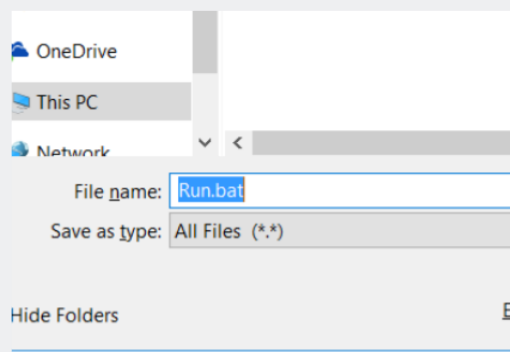 OneDrive
This PC
Network
File name: Run.bat
Save as type: All Files (*.*)
Hide Folders